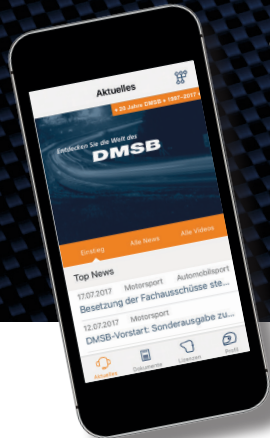 Aktuelles
• 20 Jahre DMSB • 1997-2017 •
Entdecken Sie die Welt des
DMSB
Einstieg Alle News Alle Videos
Top News
17.07.2017 Motorsport Automobilsport
Besetzung der Fachausschüsse ste...
12.07.2017 Motorsport
DMSB-Vorstart: Sonderausgabe zu...
Aktuelles Dokumente Lizenzen Profil